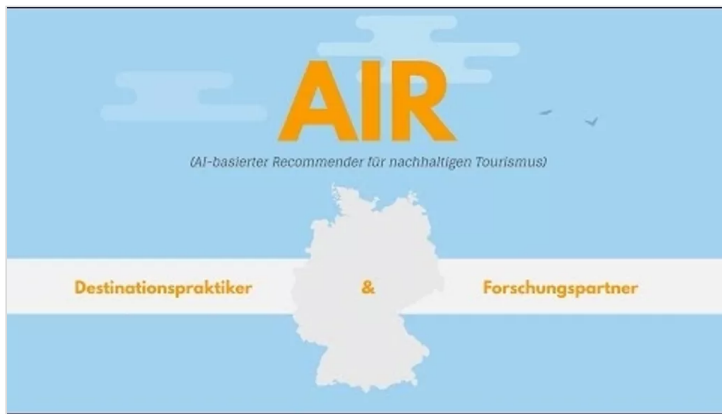 AIR
(AI-basierter Recommender für nachhaltigen Tourismus)
Destinationspraktiker & Forschungspartner